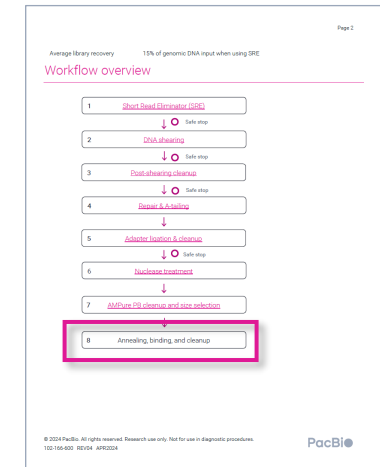 Page 2
Average library recovery 15% of genomic DNA input when using SRE
Workflow overview
1 Short Read Eliminator (SRE)
Safe stop
2 DNA shearing
Safe stop
3 Post-shearing cleanup
Safe stop
4 Repair & A-tailing
5 Adapter ligation & cleanup
Safe stop
6 Nuclease treatment
7 AMPure PB cleanup and size selection
8 Annealing, binding, and cleanup
© 2024 PacBio. All rights reserved. Research use only. Not for use in diagnostic procedures.
102-166-600 REV04 APR2024
PacBio